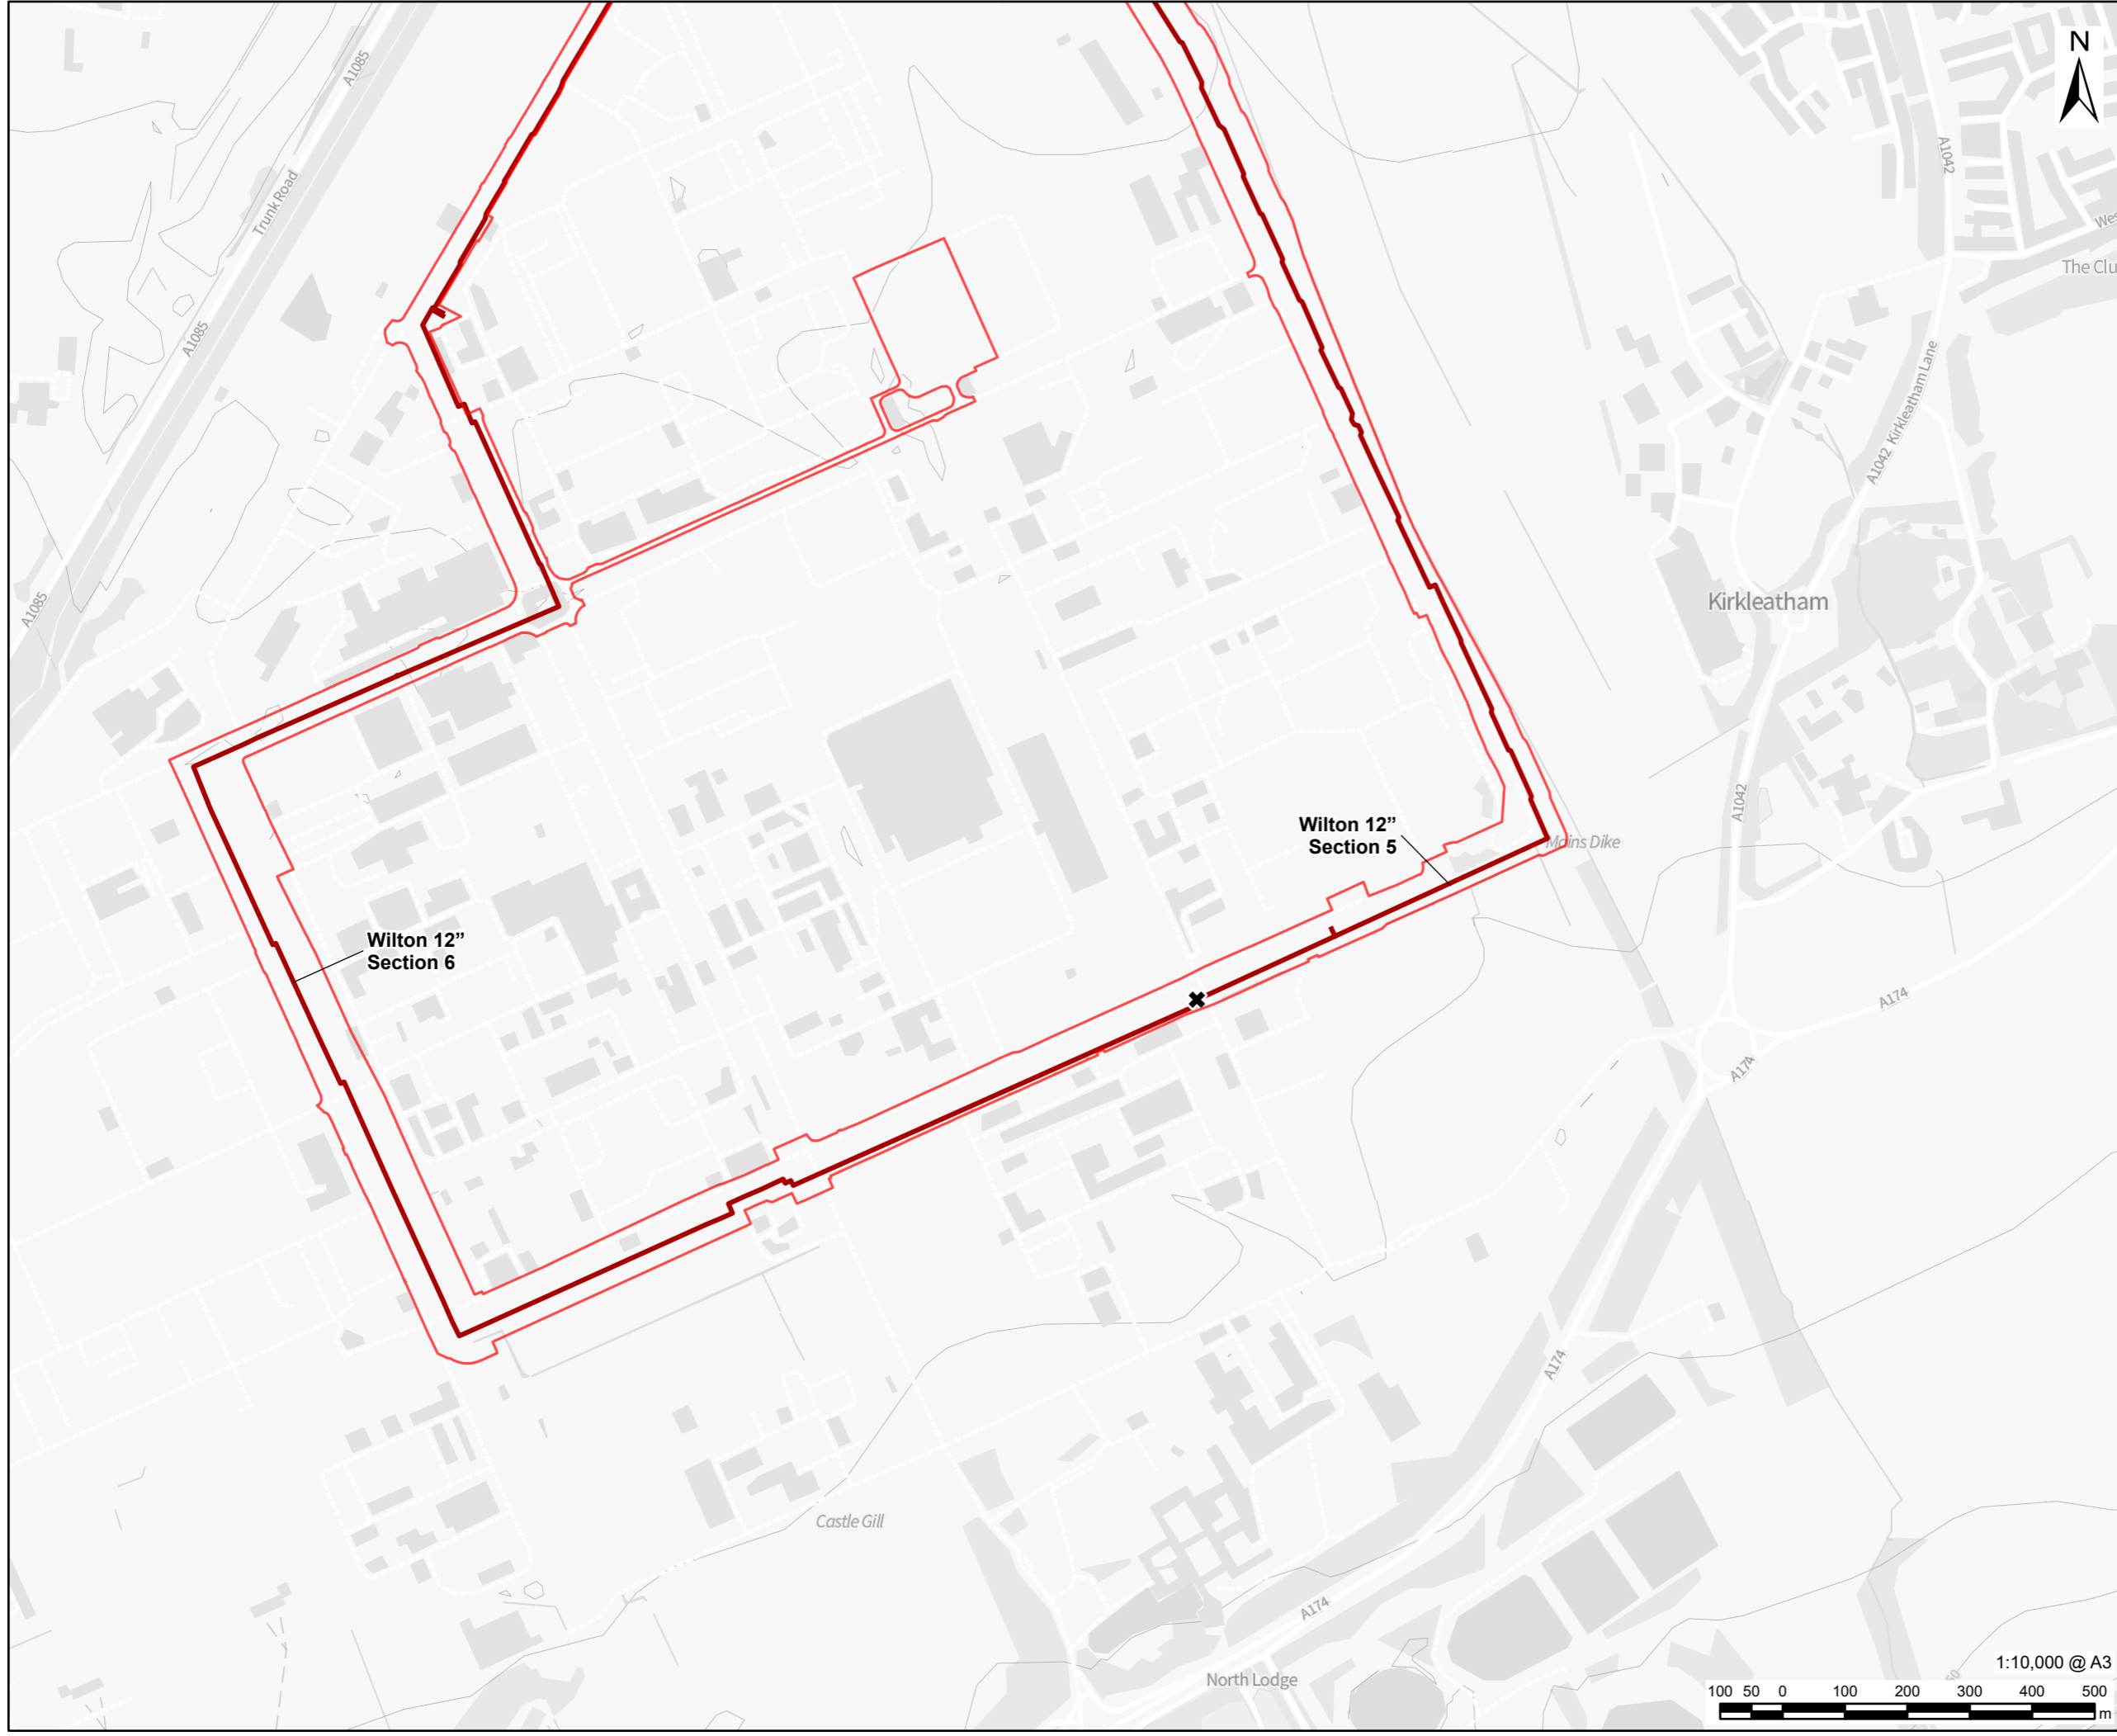 N
A1085
Trunk Road
A1085
A1085
A1042
Wes
The Clu
A1042 Kirkleatham Lane
Kirkleatham
A1042
Wilton 12”
Section 5
Mains Dike
Wilton 12”
Section 6
A174
A174
A174
Castle Gill
A174
North Lodge
50
1:10,000 @ A3
100 50 0 100 200 300 400 500
m